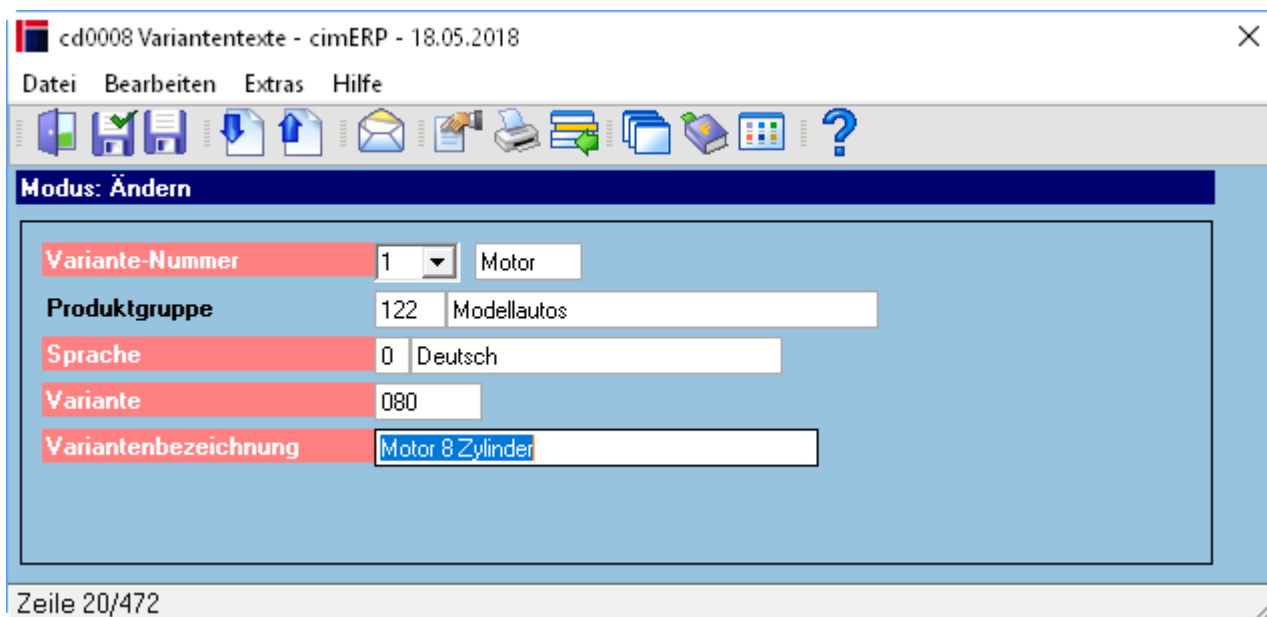 cd0008 Variantentexte - cimERP - 18.05.2018
Datei Bearbeiten Extras Hilfe
Modus: Ändern
Variante-Nummer 1 Motor
Produktgruppe 122 Modellautos
Sprache 0 Deutsch
Variante 080
Variantenbezeichnung Motor 8 Zylinder
Zeile 20/472